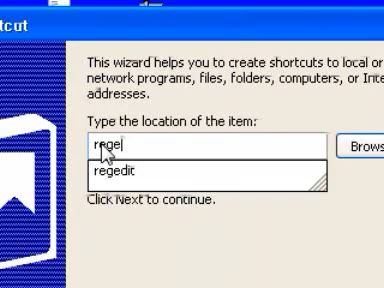 tcut
This wizard helps you to create shortcuts to local or
network programs, files, folders, computers, or Inte
addresses.
Type the location of the item:
rege
Brows
regedit
Click Next to continue.